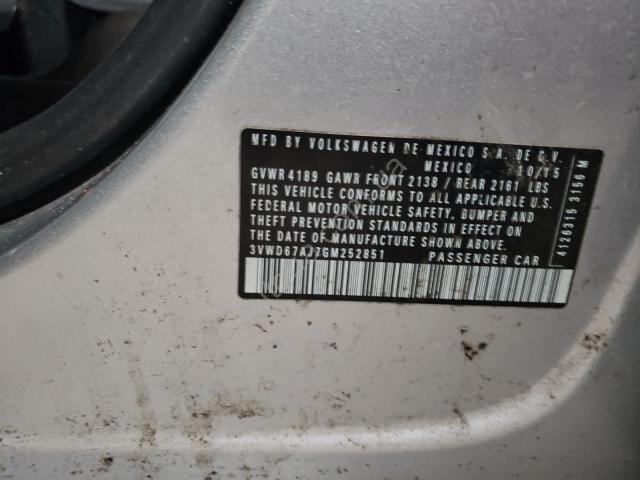 MFD BY VOLKSWAGEN DE MEXICO S.A. DE C.V.
MEXICO 10/15
GVWR 4189 GAWR FRONT 2138 / REAR 2161 LBS
THIS VEHICLE CONFORMS TO ALL APPLICABLE U.S.
FEDERAL MOTOR VEHICLE SAFETY, BUMPER AND
THEFT PREVENTION STANDARDS IN EFFECT ON
THE DATE OF MANUFACTURE SHOWN ABOVE.
3VWD67AJ7GM252851 PASSENGER CAR
4126315 3156 M